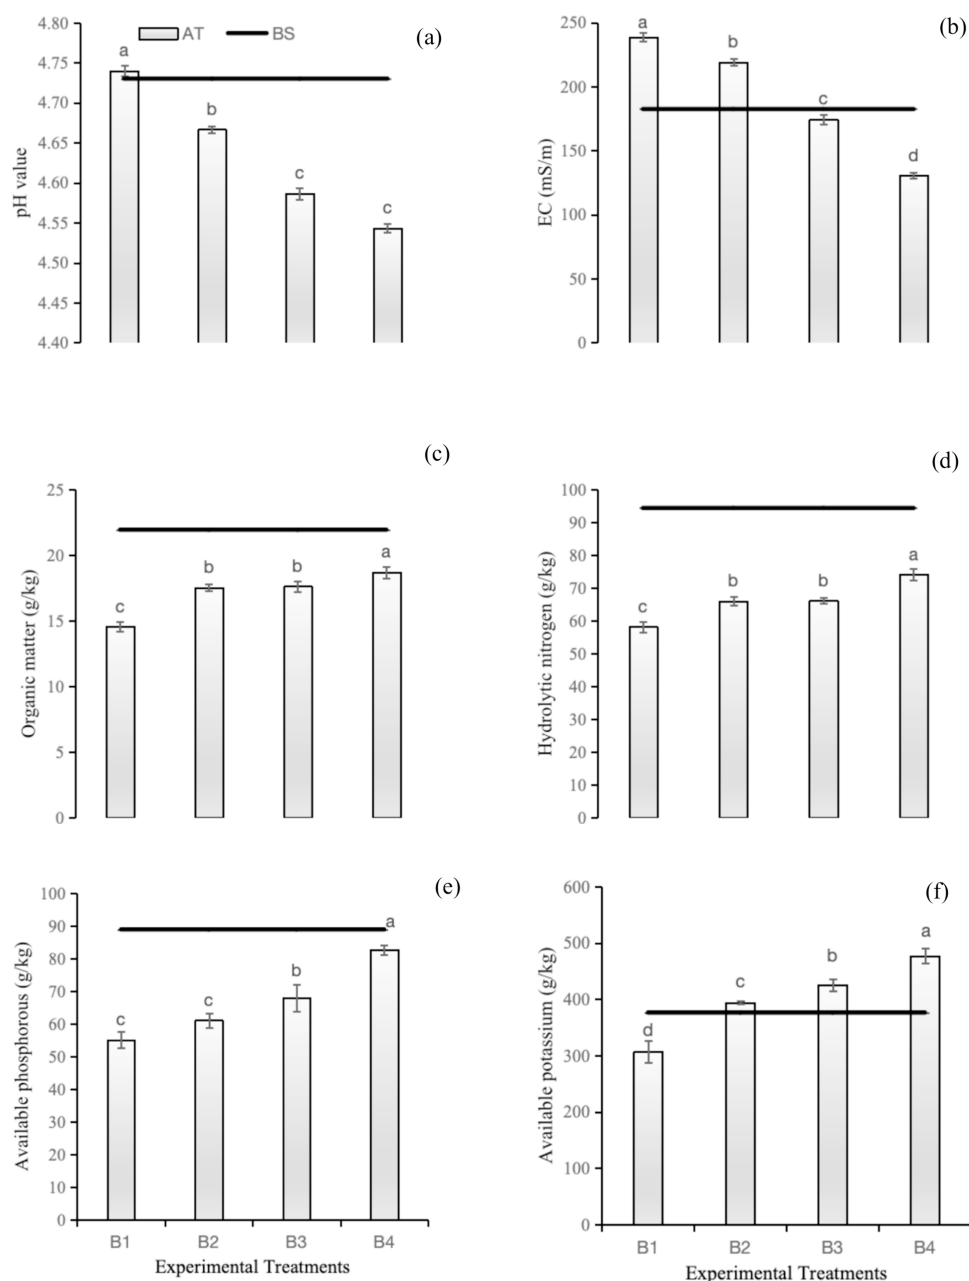 4.80
4.75
4.70
4.65
4.60
4.55
4.50
4.45
4.40
pH value
AT
BS
(a)
a
b
c
c
250
200
150
100
50
0
EC (mS/m)
(b)
a
b
c
d
25
20
15
10
5
0
Organic matter (g/kg)
(c)
c
b
b
a
100
90
80
70
60
50
40
30
20
10
0
Hydrolytic nitrogen (g/kg)
(d)
c
b
b
a
100
90
80
70
60
50
40
30
20
10
0
Available phosphorous (g/kg)
(e)
c
c
b
a
B1 B2 B3 B4
Experimental Treatments
600
500
400
300
200
100
0
Available potassium (g/kg)
(f)
d
c
b
a
B1 B2 B3 B4
Experimental Treatments